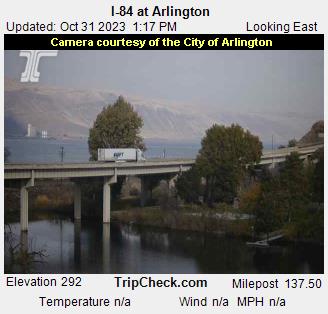 I-84 at Arlington
Updated: Oct 31 2023 1:17 PM Looking East
Camera courtesy of the City of Arlington
Elevation 292 TripCheck.com Milepost 137.50
Temperature n/a Wind n/a MPH n/a